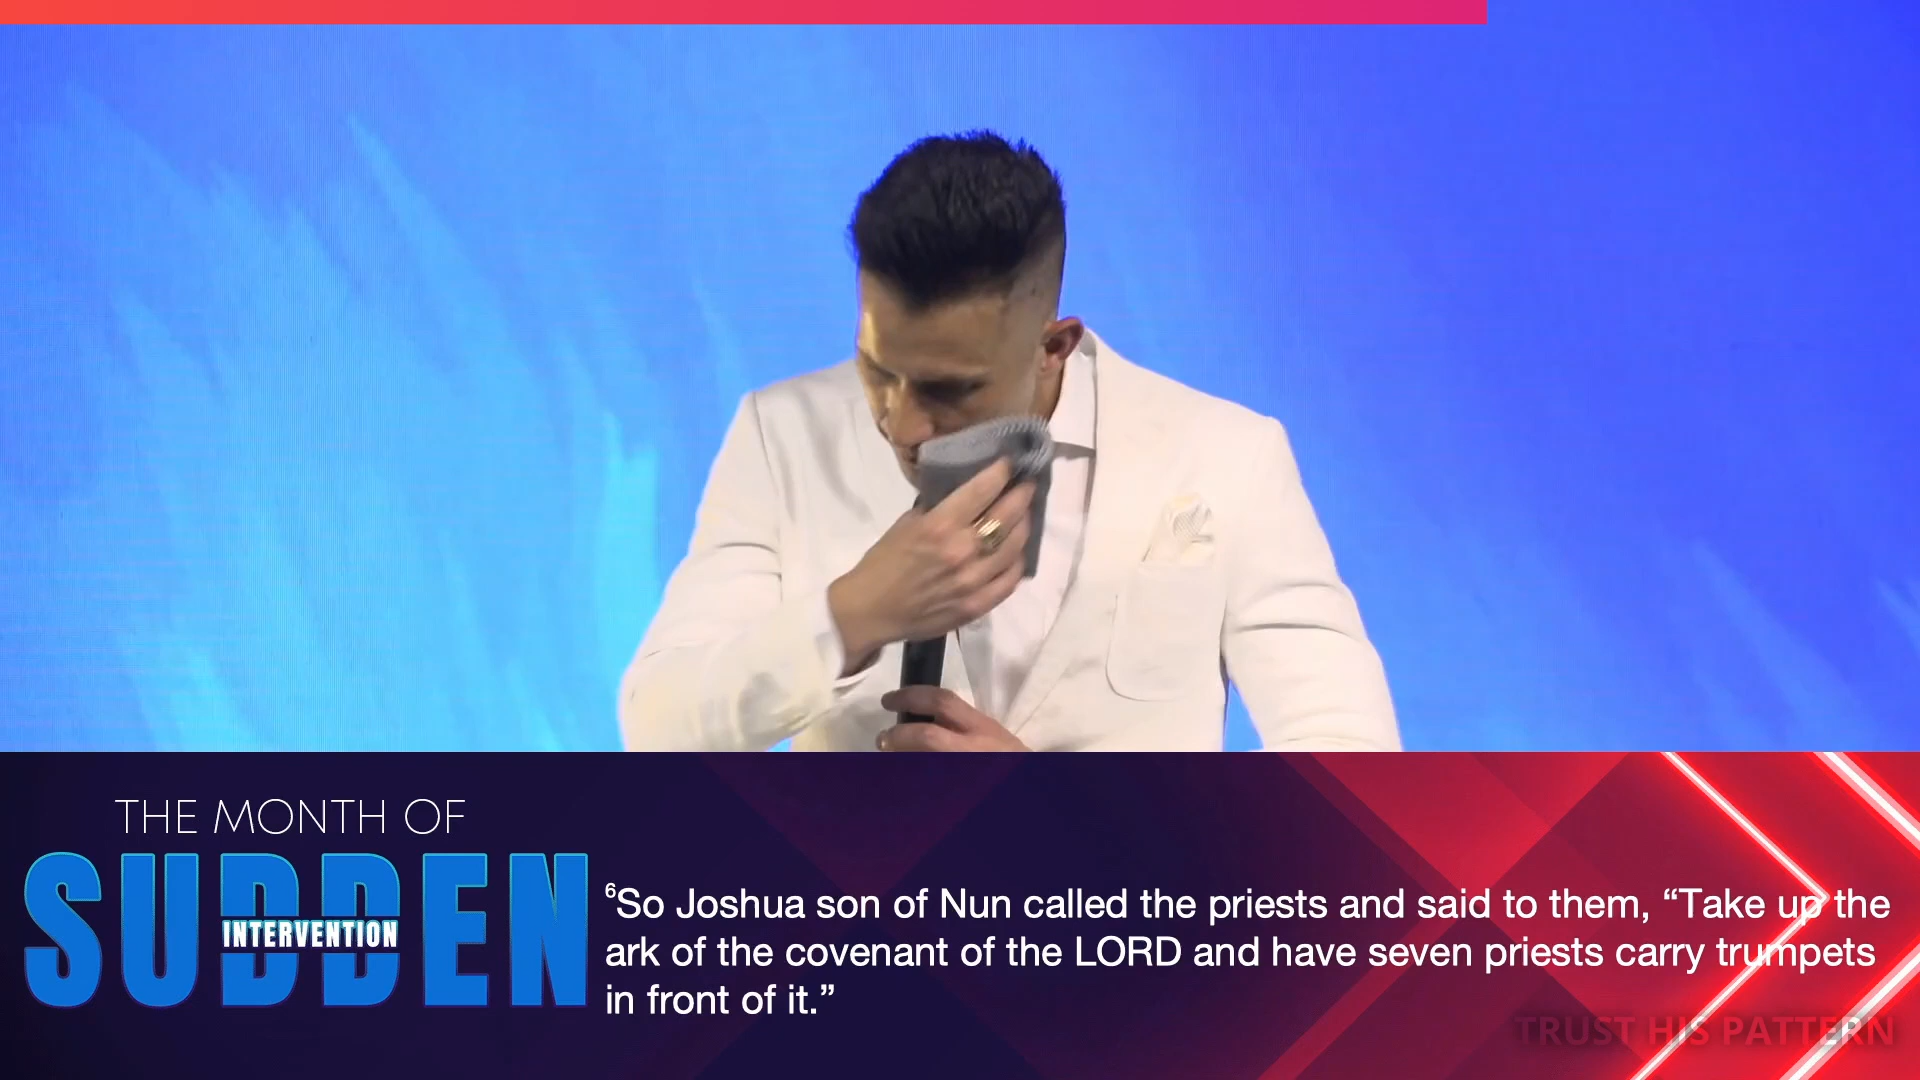 THE MONTH OF
SUDDEN
INTERVENTION
⁶So Joshua son of Nun called the priests and said to them, “Take up the
ark of the covenant of the LORD and have seven priests carry trumpets
in front of it.”
TRUST HIS PATTERN